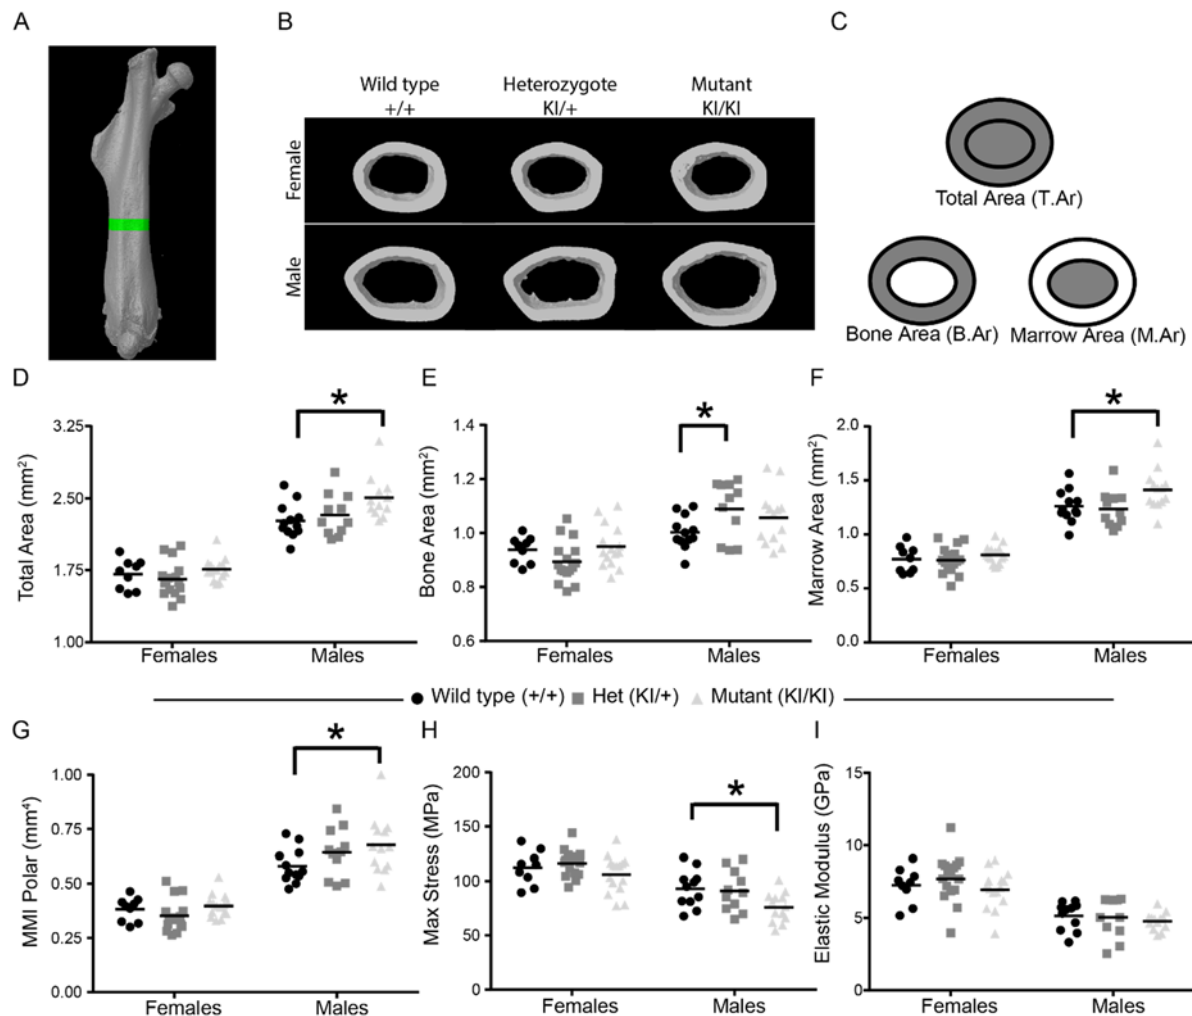 A
B
C
Wild type
+/+
Heterozygote
KI/+
Mutant
KI/KI
Female
Male
Total Area (T.Ar)
Bone Area (B.Ar)
Marrow Area (M.Ar)
D
Total Area (mm²)
3.25
2.50
1.75
1.00
*
Females
Males
E
Bone Area (mm²)
1.4
1.2
1.0
0.8
0.6
*
Females
Males
F
Marrow Area (mm²)
2.0
1.5
1.0
0.5
0.0
*
Females
Males
Wild type (+/+)
Het (KI/+)
Mutant (KI/KI)
G
MMI Polar (mm⁴)
1.00
0.75
0.50
0.25
0.00
*
Females
Males
H
Max Stress (MPa)
200
150
100
50
0
*
Females
Males
I
Elastic Modulus (GPa)
15
10
5
0
Females
Males